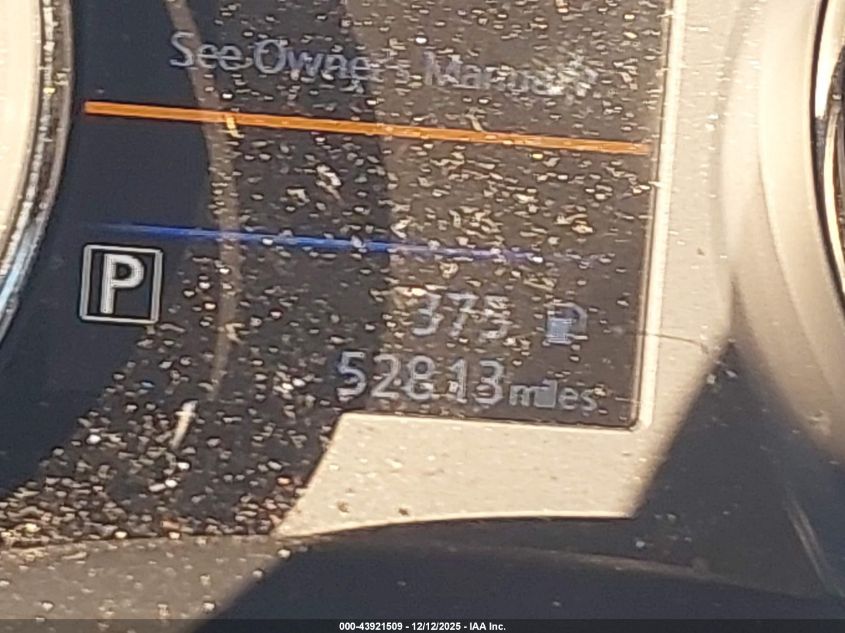 See Owner's Manual.
P
375
52813 miles
000-43921509 - 12/12/2025 - IAA Inc.